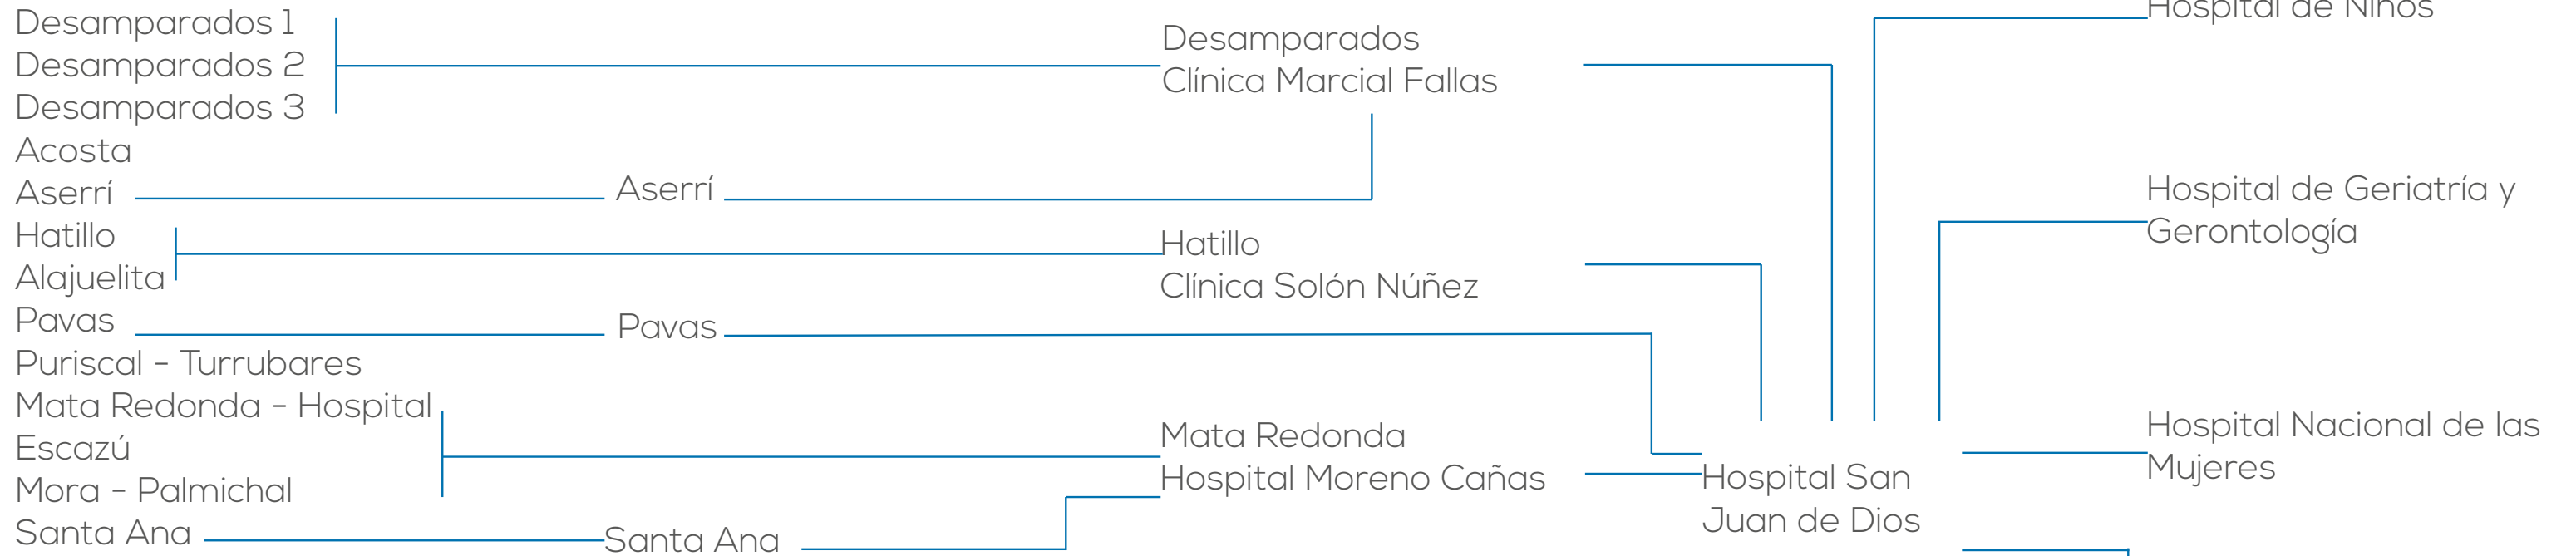 Desamparados 1
Desamparados 2
Desamparados 3
Acosta
Aserrí
Hatillo
Alajuelita
Pavas
Puriscal - Turrubares
Mata Redonda - Hospital
Escazú
Mora - Palmichal
Santa Ana
Aserrí
Pavas
Santa Ana
Desamparados
Clínica Marcial Fallas
Hatillo
Clínica Solón Núñez
Mata Redonda
Hospital Moreno Cañas
Hospital San
Juan de Dios
Hospital de Niños
Hospital de Geriatría y
Gerontología
Hospital Nacional de las
Mujeres